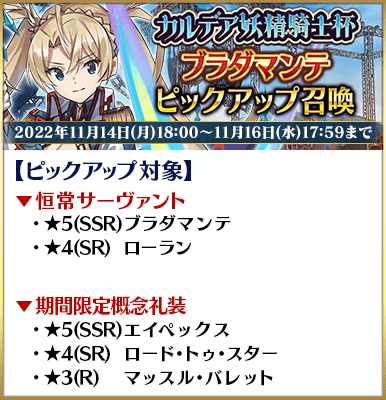 カルデア妖精騎士杯
ブラダマンテ
ピックアップ召喚
2022年11月14日(月)18:00～11月16日(水)17:59まで
【ピックアップ対象】
▼恒常サーヴァント
・★5(SSR)ブラダマンテ
・★4(SR) ローラン
▼期間限定概念礼装
・★5(SSR)エイペックス
・★4(SR) ロード・トゥ・スター
・★3(R) マッスル・バレット